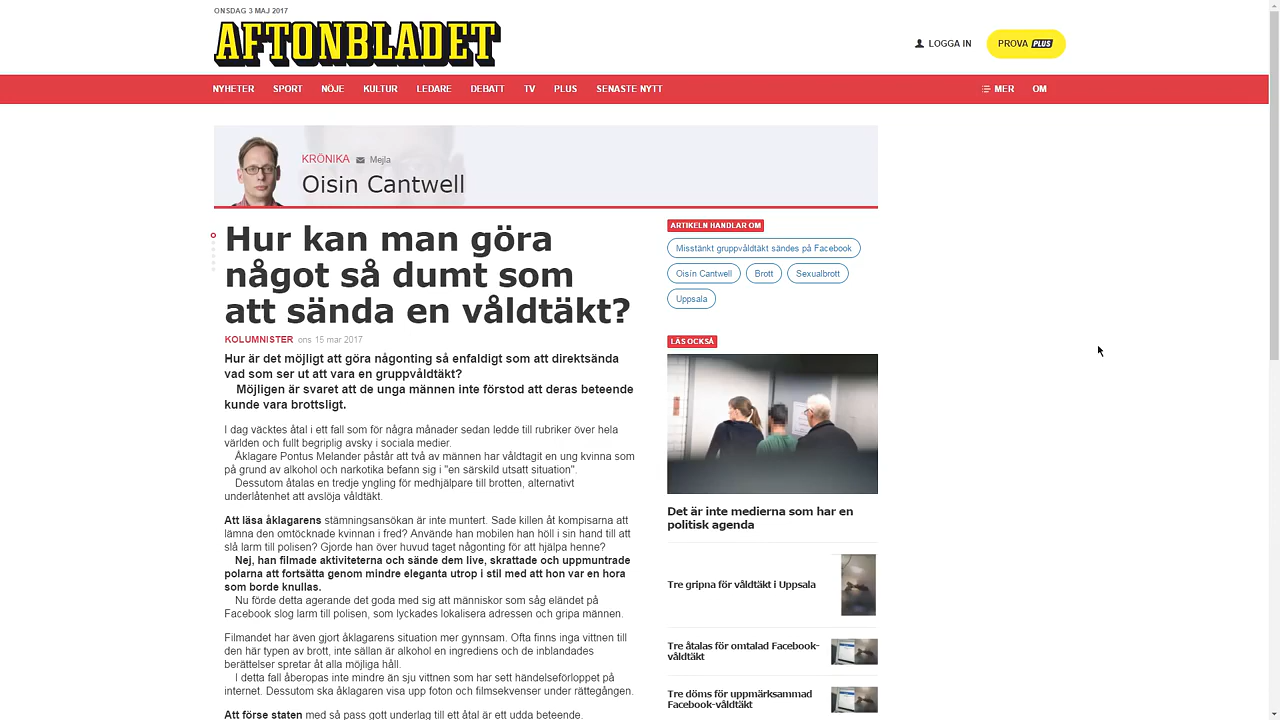 ONSDAG 3 MAJ 2017
AFTONBLADET
LOGGA IN
PROVA PLUS
NYHETER SPORT NÖJE KULTUR LEDARE DEBATT TV PLUS SENASTE NYTT MER OM
KRÖNIKA Mejla
Oisin Cantwell
Hur kan man göra
något så dumt som
att sända en våldtäkt?
KOLUMNISTER ons 15 mar 2017
Hur är det möjligt att göra någonting så enfaldigt som att direktsända
vad som ser ut att vara en gruppvåldtäkt?
Möjligen är svaret att de unga männen inte förstod att deras beteende
kunde vara brottsligt.
I dag väcktes åtal i ett fall som för några månader sedan ledde till rubriker över hela
världen och fullt begriplig avsky i sociala medier.
Åklagare Pontus Melander påstår att två av männen har våldtagit en ung kvinna som
på grund av alkohol och narkotika befann sig i "en särskild utsatt situation".
Dessutom åtalas en tredje yngling för medhjälpare till brotten, alternativt
underlåtenhet att avslöja våldtäkt.
Att läsa åklagarens stämningsansökan är inte muntert. Sade killen åt kompisarna att
lämna den omtöcknade kvinnan i fred? Använde han mobilen han höll i sin hand till att
slå larm till polisen? Gjorde han över huvud taget någonting för att hjälpa henne?
Nej, han filmade aktiviteterna och sände dem live, skrattade och uppmuntrade
polarna att fortsätta genom mindre eleganta utrop i stil med att hon var en hora
som borde knullas.
Nu förde detta agerande det goda med sig att människor som såg eländet på
Facebook slog larm till polisen, som lyckades lokalisera adressen och gripa männen.
Filmandet har även gjort åklagarens situation mer gynnsam. Ofta finns inga vittnen till
den här typen av brott, inte sällan är alkohol en ingrediens och de inblandades
berättelser spretar åt alla möjliga håll.
I detta fall åberopas inte mindre än sju vittnen som har sett händelseförloppet på
internet. Dessutom ska åklagaren visa upp foton och filmsekvenser under rättegången.
Att förse staten med så pass gott underlag till ett åtal är ett udda beteende.
ARTIKELN HANDLAR OM
Misstänkt gruppvåldtäkt sändes på Facebook
Oisin Cantwell Brott Sexualbrott
Uppsala
LÄS OCKSÅ
Det är inte medierna som har en
politisk agenda
Tre gripna för våldtäkt i Uppsala
Tre åtalas för omtalad Facebook-
våldtäkt
Tre döms för uppmärksammad
Facebook-våldtäkt